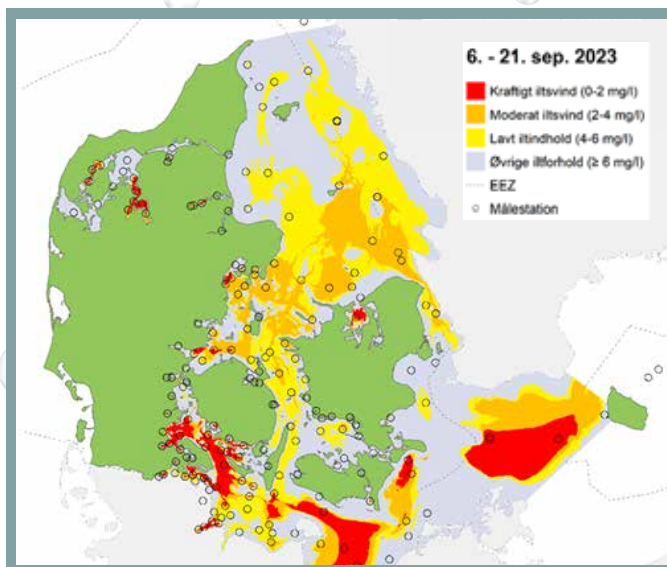 6. - 21. sep. 2023
Kraftigt iltsvind (0-2 mg/l)
Moderat iltsvind (2-4 mg/l)
Lavt iltindhold (4-6 mg/l)
Øvrige iltforhold (≥ 6 mg/l)
EEZ
Målestation